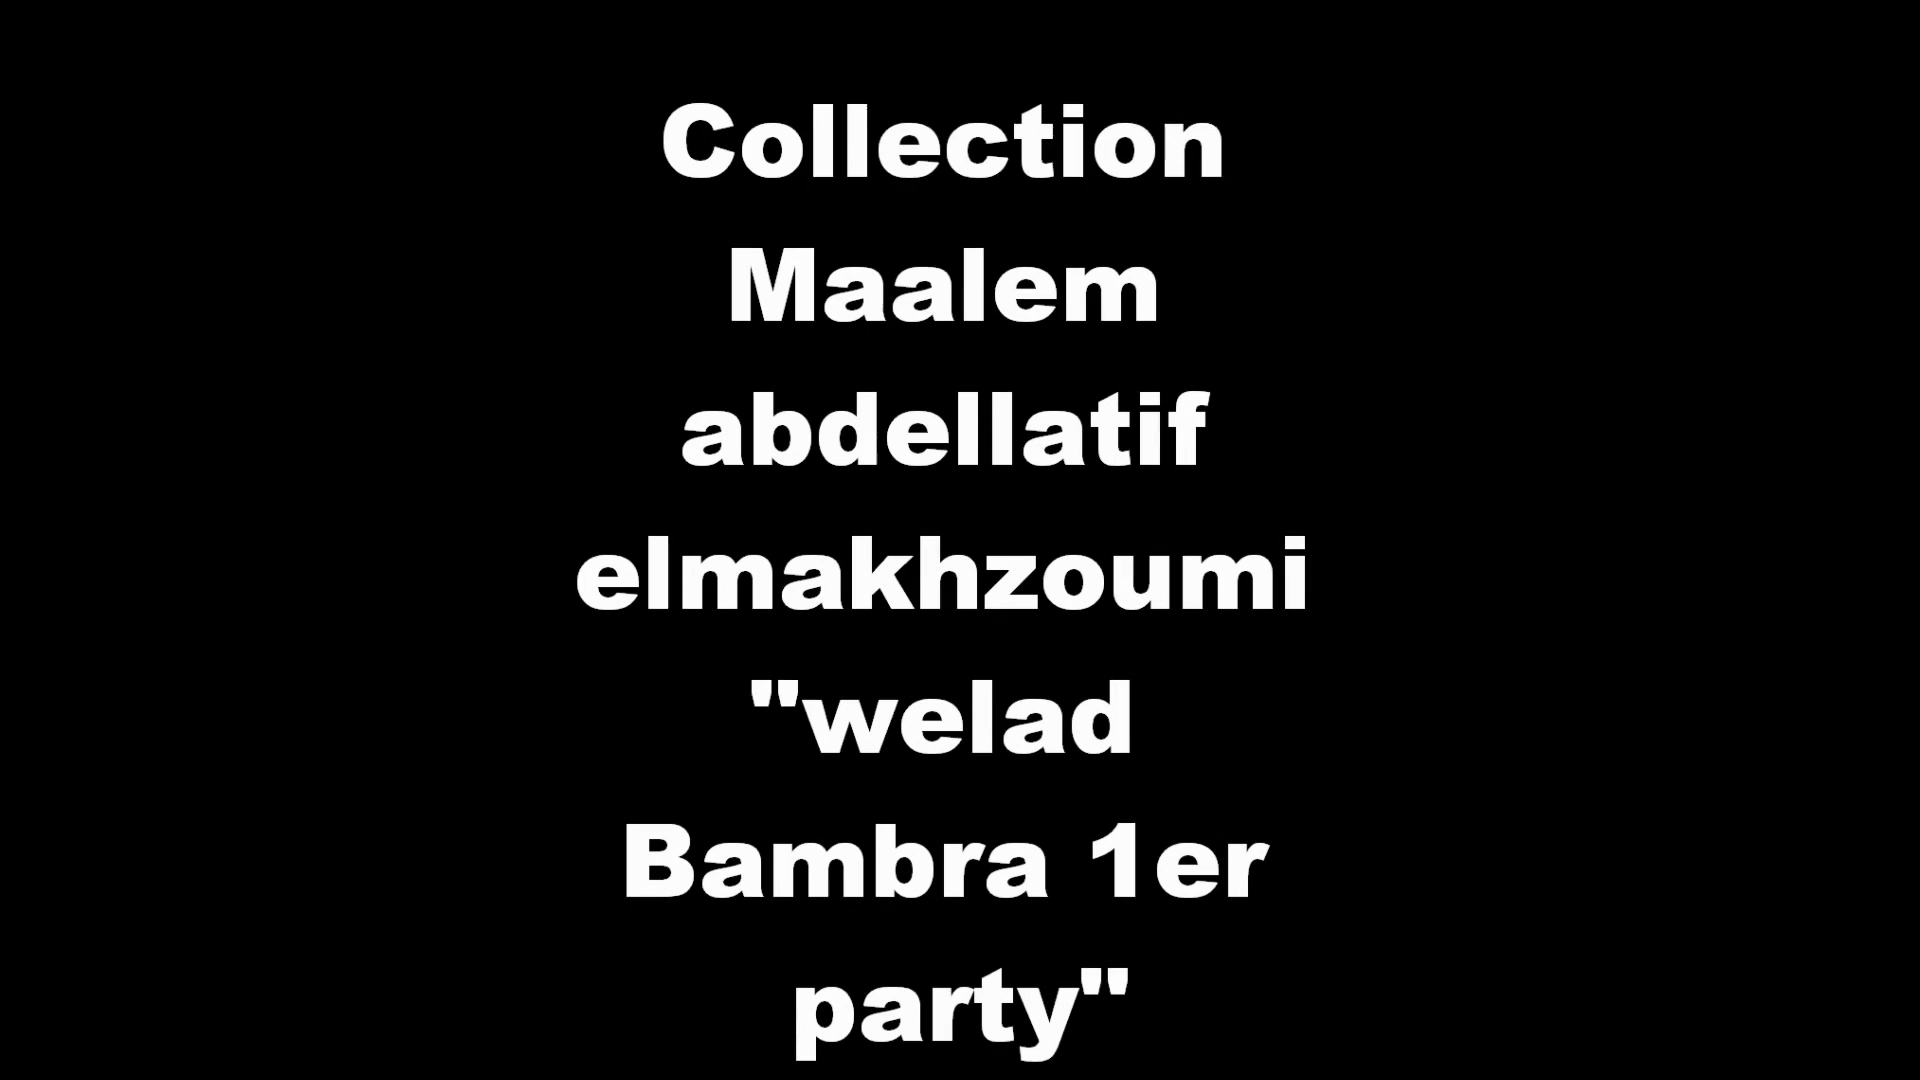 Collection
Maalem
abdellatif
elmakhzoumi
"welad
Bambra 1er
party"